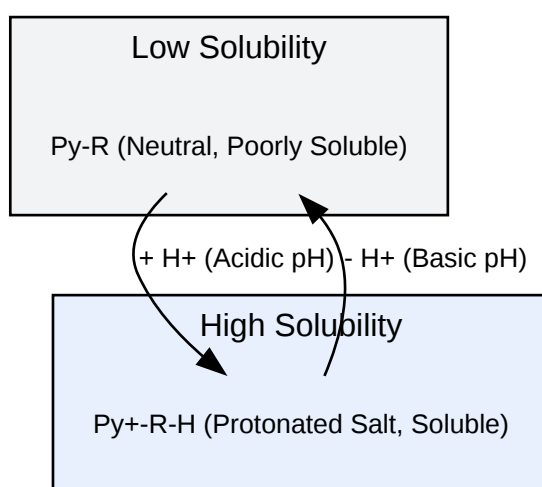 Low Solubility
Py-R (Neutral, Poorly Soluble)
+ H+ (Acidic pH)
- H+ (Basic pH)
High Solubility
Py+-R-H (Protonated Salt, Soluble)